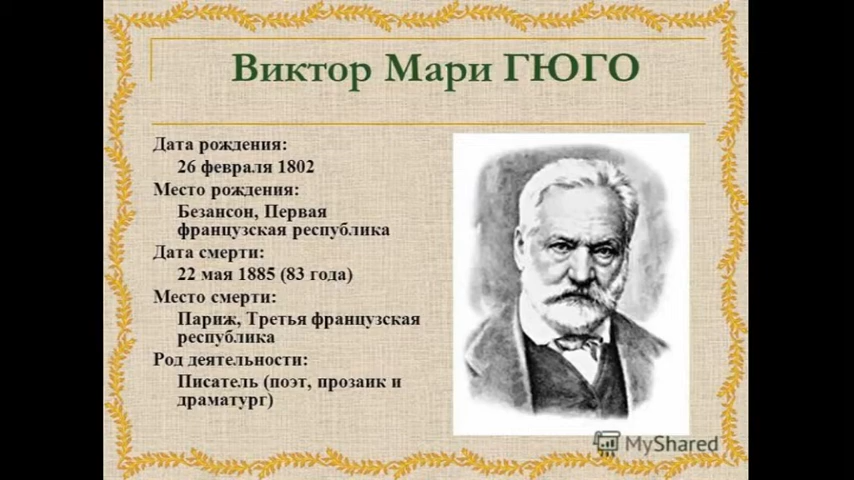 Виктор Мари ГЮГО
Дата рождения:
26 февраля 1802
Место рождения:
Безансон, Первая
французская республика
Дата смерти:
22 мая 1885 (83 года)
Место смерти:
Париж, Третья французская
республика
Род деятельности:
Писатель (поэт, прозаик и
драматург)
MyShared